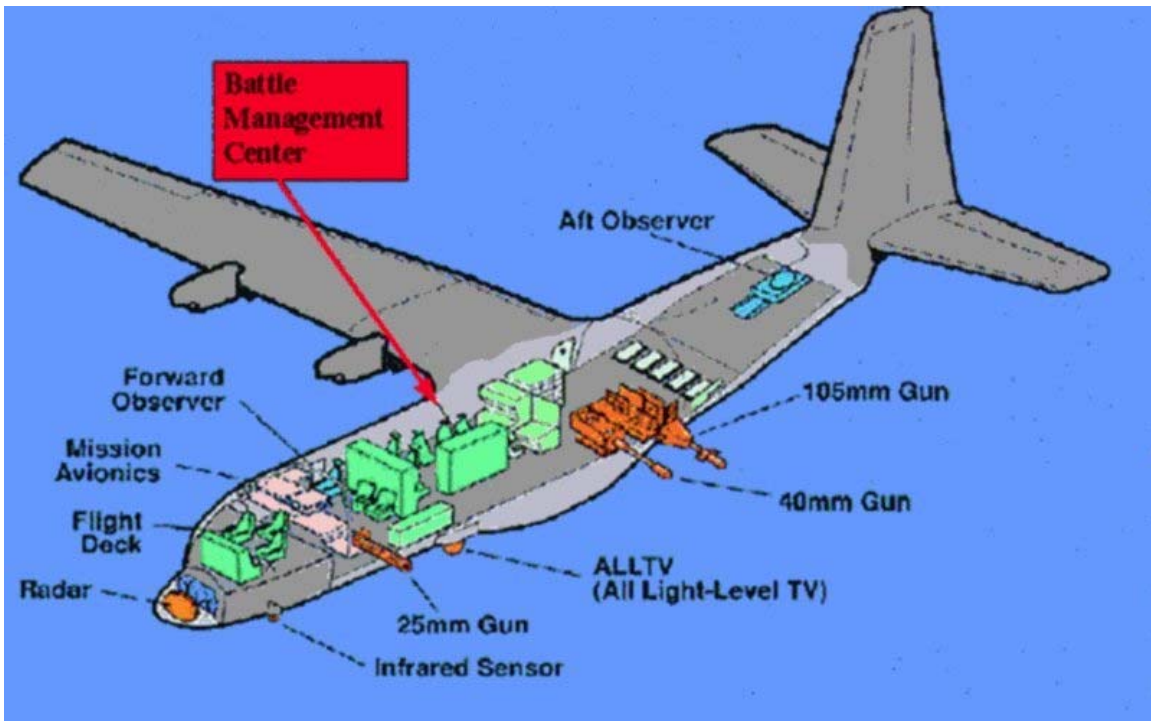 Battle
Management
Center
Aft Observer
Forward
Observer
105mm Gun
Mission
Avionics
40mm Gun
Flight
Deck
ALLTV
(All Light-Level TV)
Radar
25mm Gun
Infrared Sensor